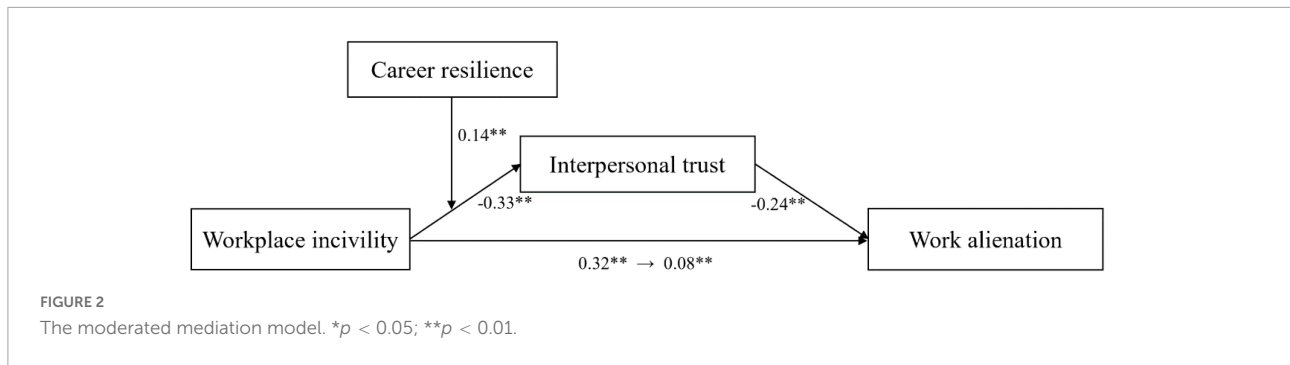 Career resilience
0.14**
Interpersonal trust
-0.33**
-0.24**
Workplace incivility
Work alienation
0.32** → 0.08**
FIGURE 2
The moderated mediation model. *p < 0.05; **p < 0.01.